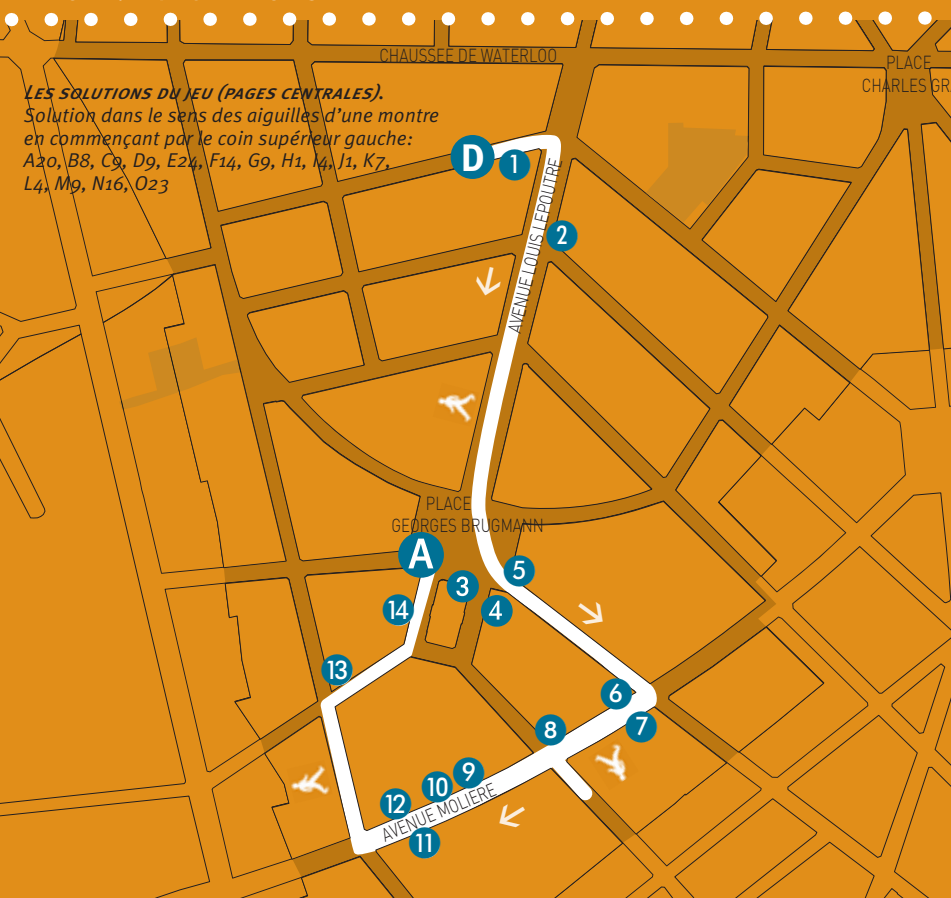 CHAUSSEE DE WATERLOO
PLACE
CHARLES GR
LES SOLUTIONS DU JEU (PAGES CENTRALES).
Solution dans le sens des aiguilles d'une montre
en commençant par le coin supérieur gauche:
A20, B8, C9, D9, E24, F14, G9, H1, I4, J1, K7,
L4, M9, N16, O23
D
1
AVENUE LOUIS LEPOUTRE
2
PLACE
GEORGES BRUGMANN
A
5
3
14
4
13
6
7
8
9
10
12
AVENUE MOLIERE
11